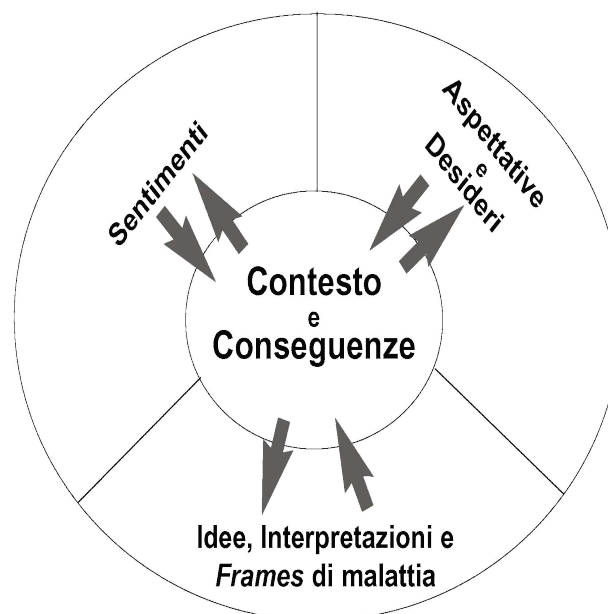 Sentimenti
Aspettative
e
Desideri
Contesto
e
Conseguenze
Idee, Interpretazioni e
Frames di malattia